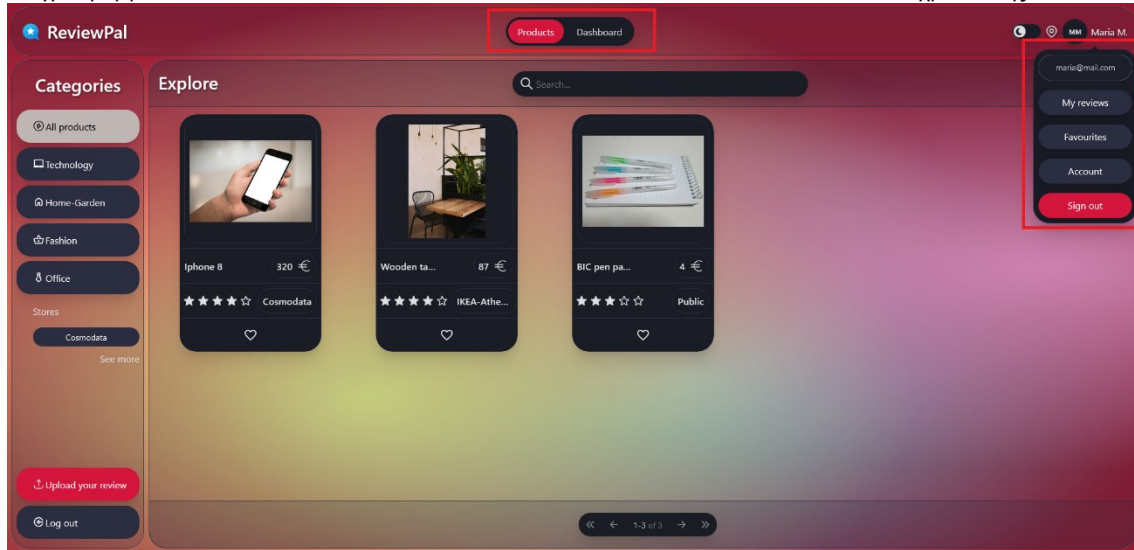 ReviewPal
Products Dashboard
MM Maria M.
maria@mail.com
My reviews
Favourites
Account
Sign out
Categories
All products
Technology
Home-Garden
Fashion
Office
Stores
Cosmodata
See more
Upload your review
Log out
Explore
Search...
Iphone 8 320 €
Cosmodata
Wooden ta... 87 €
IKEA-Athe...
BIC pen pa... 4 €
Public
1-3 of 3